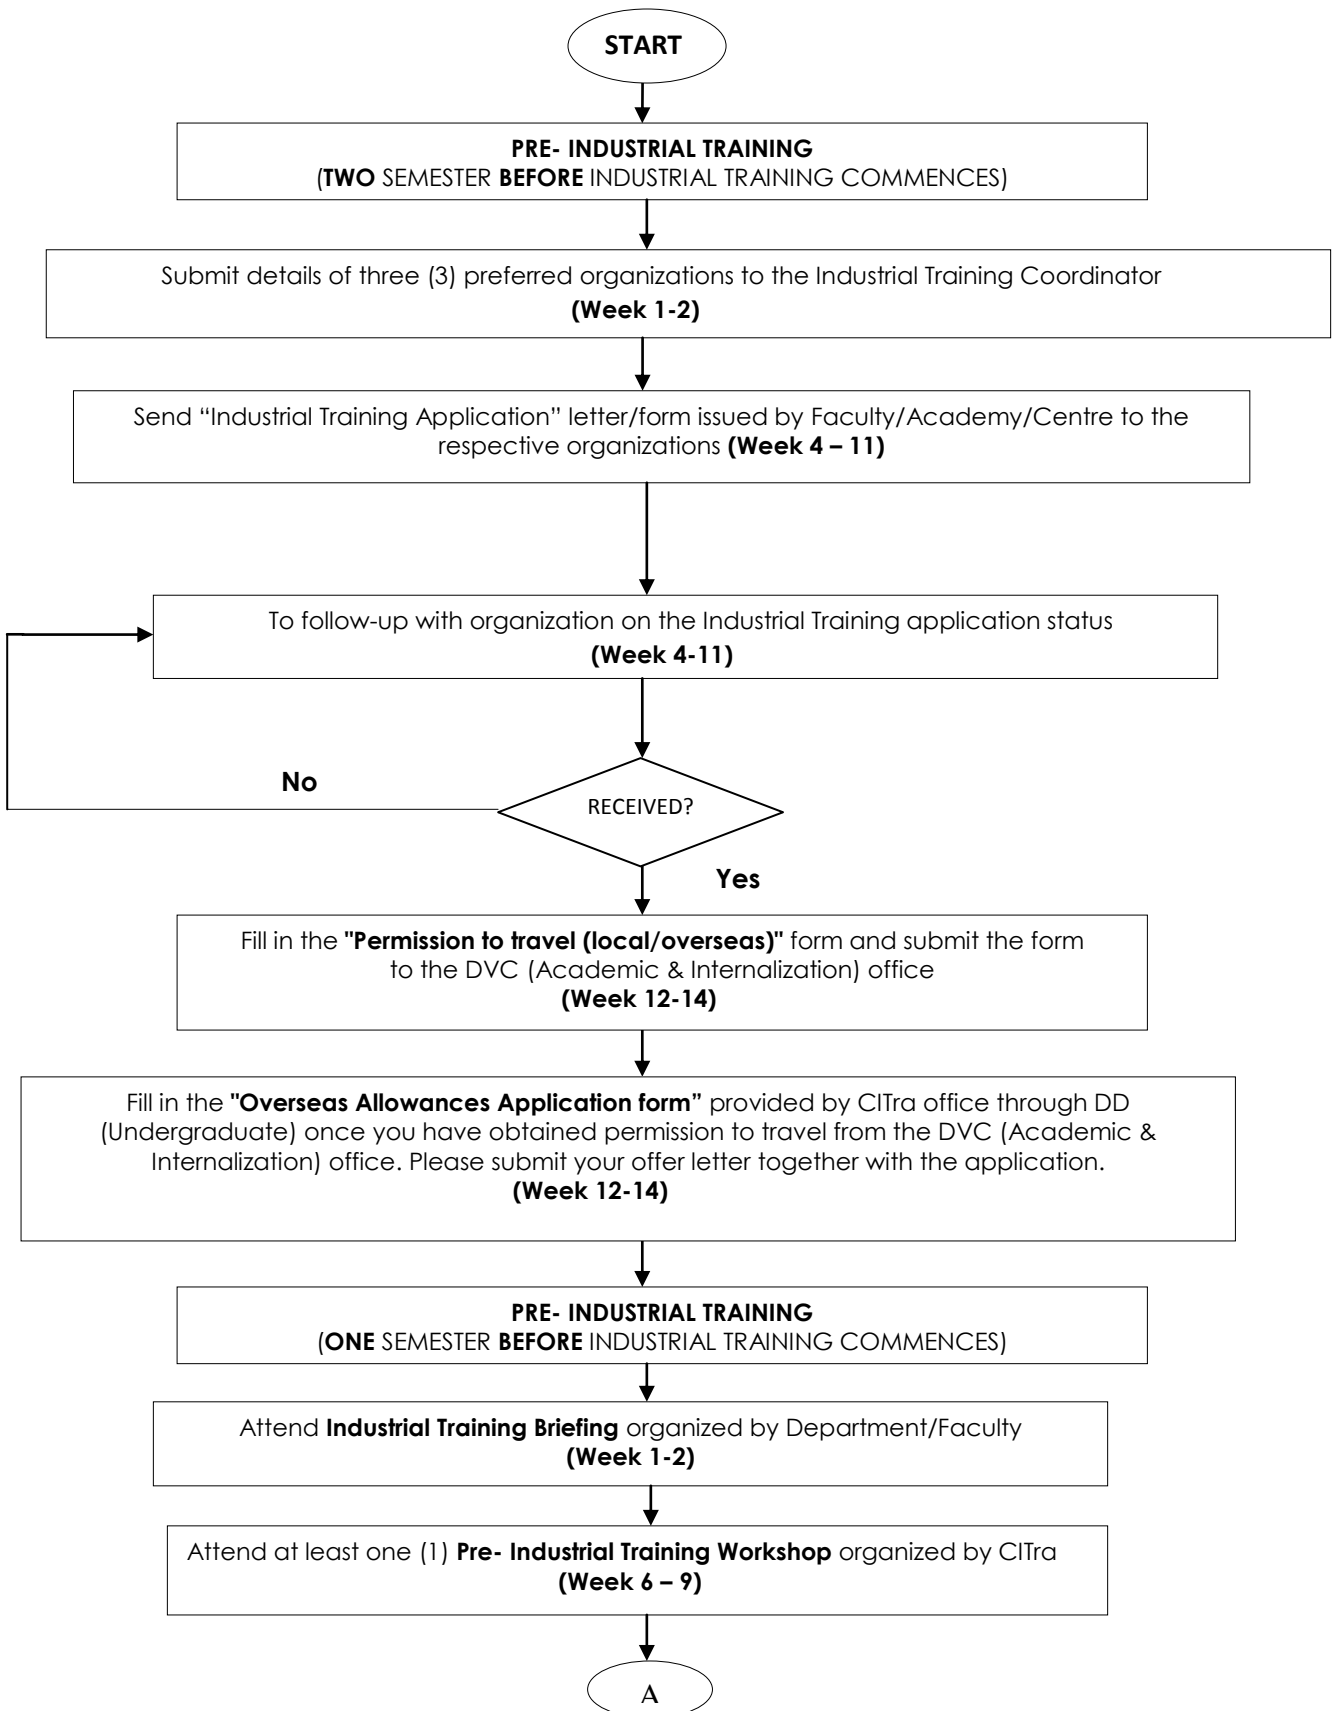 START
PRE- INDUSTRIAL TRAINING
(TWO SEMESTER BEFORE INDUSTRIAL TRAINING COMMENCES)
Submit details of three (3) preferred organizations to the Industrial Training Coordinator
(Week 1-2)
Send “Industrial Training Application” letter/form issued by Faculty/Academy/Centre to the
respective organizations (Week 4 – 11)
To follow-up with organization on the Industrial Training application status
(Week 4-11)
No
RECEIVED?
Yes
Fill in the "Permission to travel (local/overseas)" form and submit the form
to the DVC (Academic & Internalization) office
(Week 12-14)
Fill in the "Overseas Allowances Application form” provided by CITra office through DD
(Undergraduate) once you have obtained permission to travel from the DVC (Academic &
Internalization) office. Please submit your offer letter together with the application.
(Week 12-14)
PRE- INDUSTRIAL TRAINING
(ONE SEMESTER BEFORE INDUSTRIAL TRAINING COMMENCES)
Attend Industrial Training Briefing organized by Department/Faculty
(Week 1-2)
Attend at least one (1) Pre- Industrial Training Workshop organized by CITra
(Week 6 – 9)
A